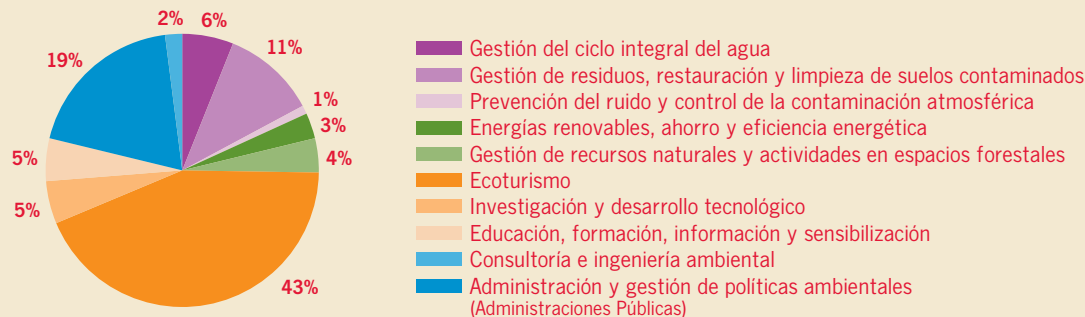 2%
6%
11%
1%
3%
4%
43%
5%
5%
19%
Gestión del ciclo integral del agua
Gestión de residuos, restauración y limpieza de suelos contaminados
Prevención del ruido y control de la contaminación atmosférica
Energías renovables, ahorro y eficiencia energética
Gestión de recursos naturales y actividades en espacios forestales
Ecoturismo
Investigación y desarrollo tecnológico
Educación, formación, información y sensibilización
Consultoría e ingeniería ambiental
Administración y gestión de políticas ambientales
(Administraciones Públicas)